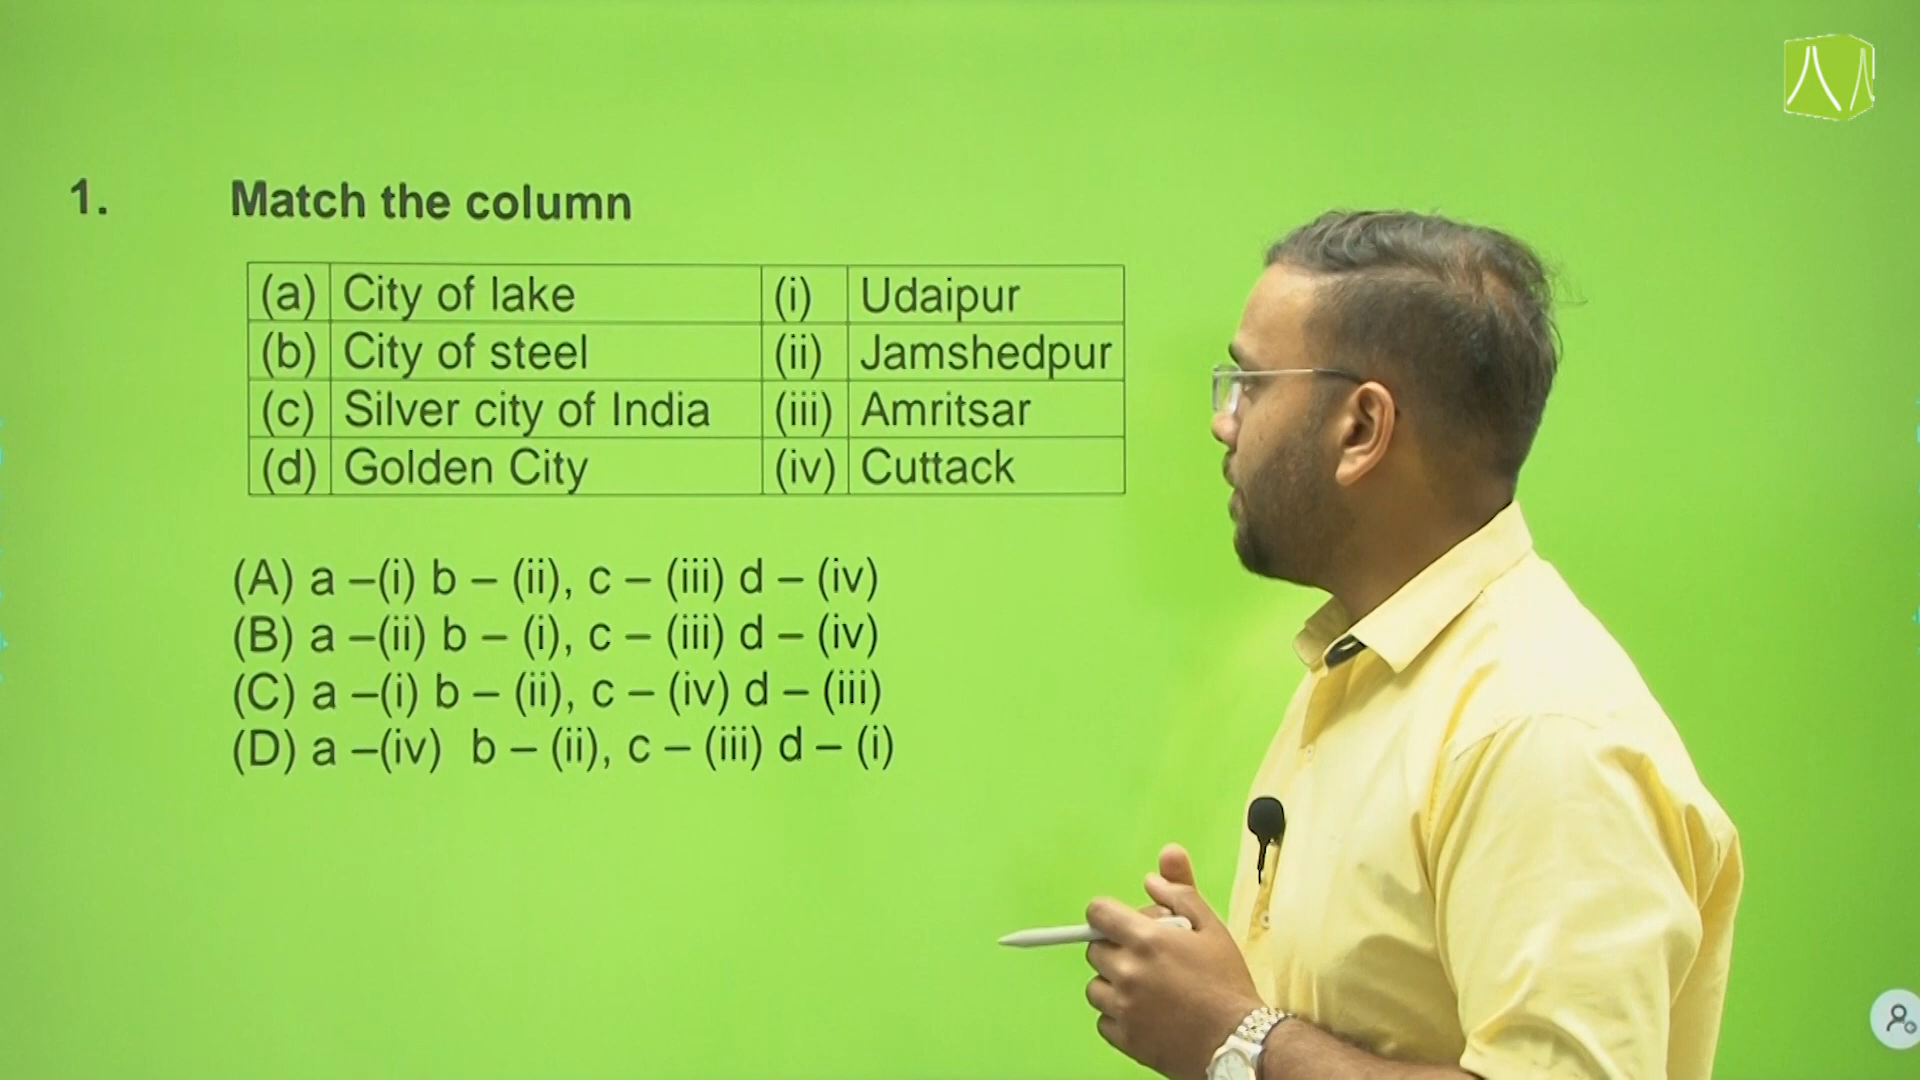 1. Match the column
(a) City of lake (i) Udaipur
(b) City of steel (ii) Jamshedpur
(c) Silver city of India (iii) Amritsar
(d) Golden City (iv) Cuttack
(A) a –(i) b – (ii), c – (iii) d – (iv)
(B) a –(ii) b – (i), c – (iii) d – (iv)
(C) a –(i) b – (ii), c – (iv) d – (iii)
(D) a –(iv) b – (ii), c – (iii) d – (i)